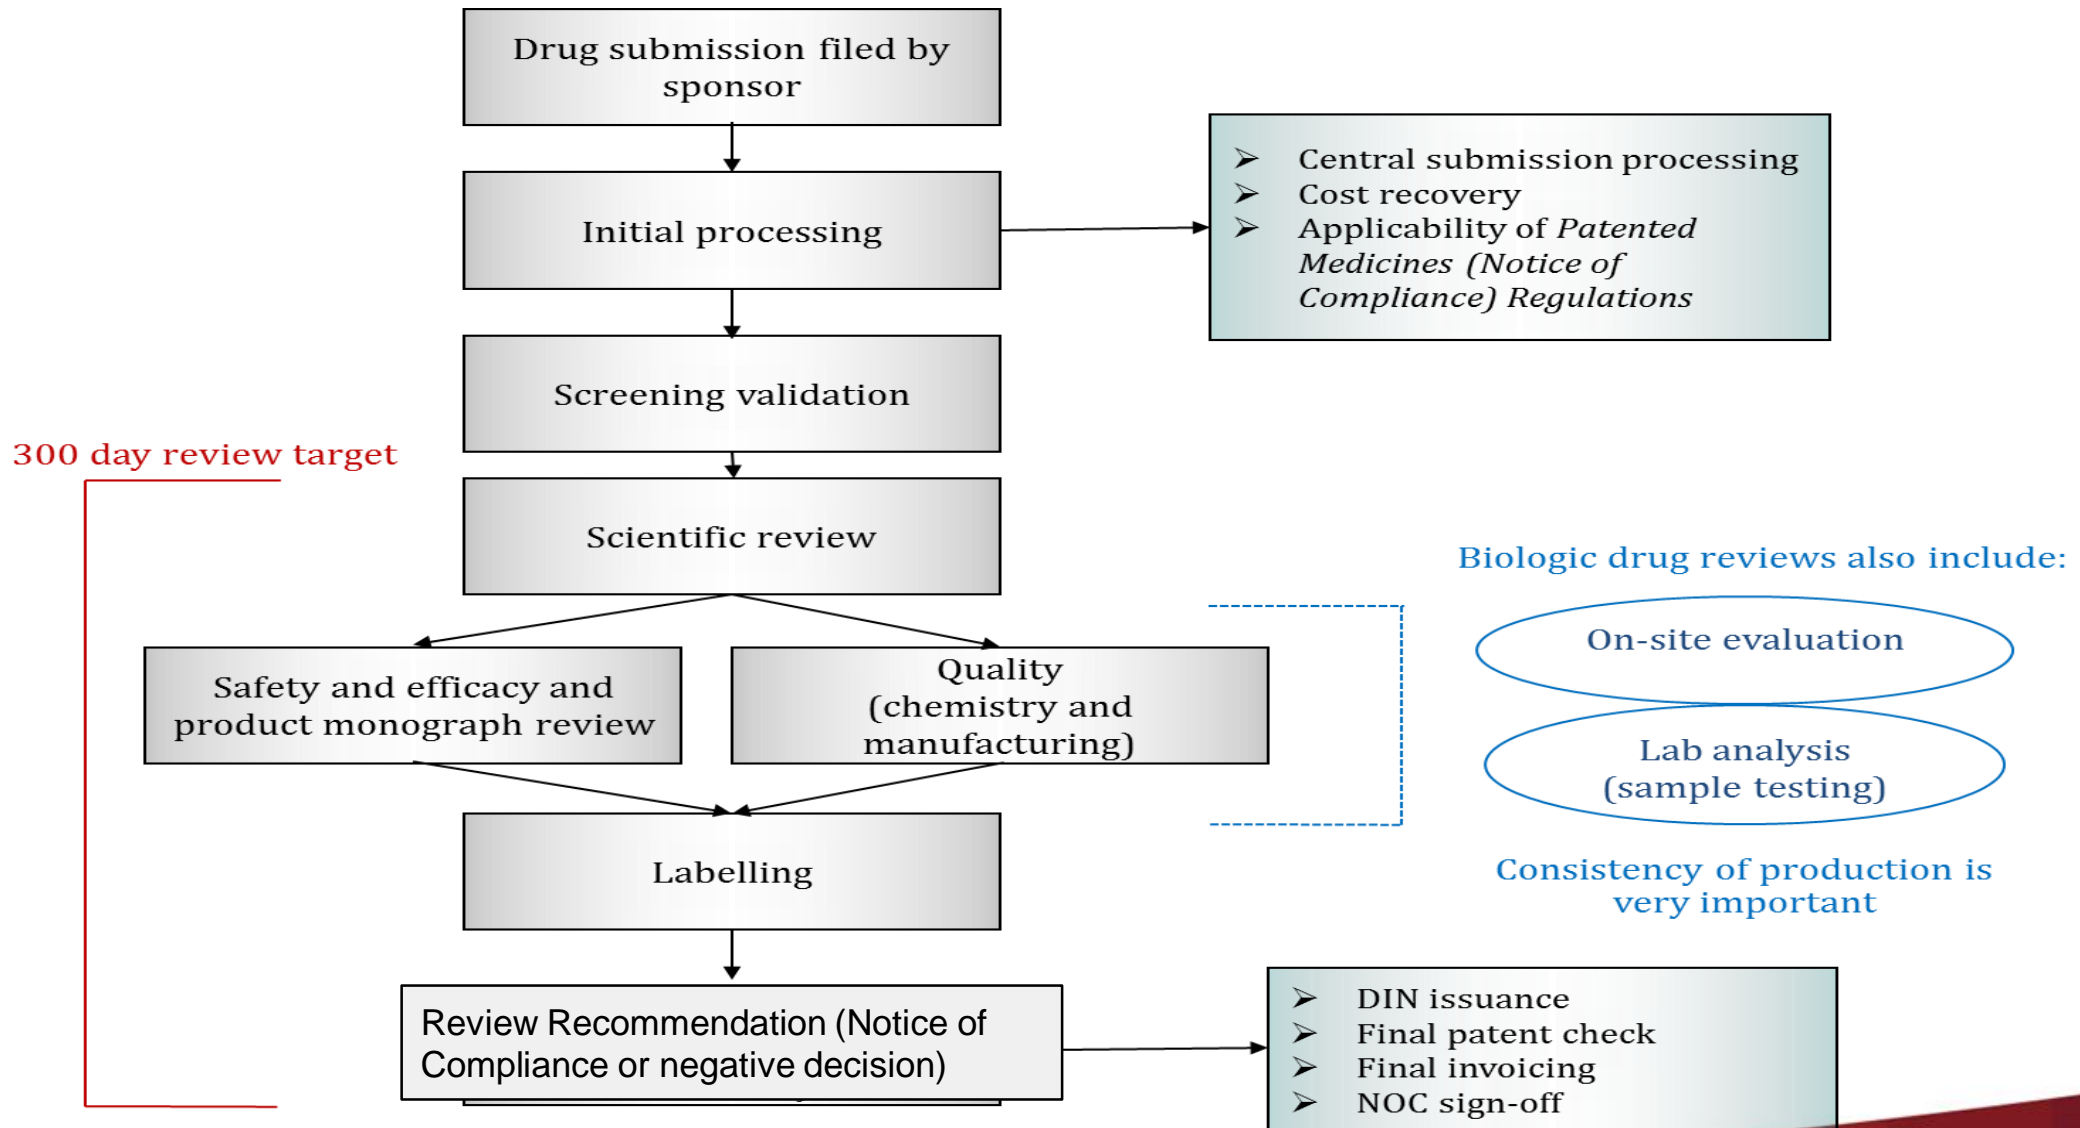 Drug submission filed by
sponsor
Initial processing
➢ Central submission processing
➢ Cost recovery
➢ Applicability of Patented
Medicines (Notice of
Compliance) Regulations
Screening validation
300 day review target
Scientific review
Safety and efficacy and
product monograph review
Quality
(chemistry and
manufacturing)
Biologic drug reviews also include:
On-site evaluation
Lab analysis
(sample testing)
Consistency of production is
very important
Labelling
Review Recommendation (Notice of
Compliance or negative decision)
➢ DIN issuance
➢ Final patent check
➢ Final invoicing
➢ NOC sign-off